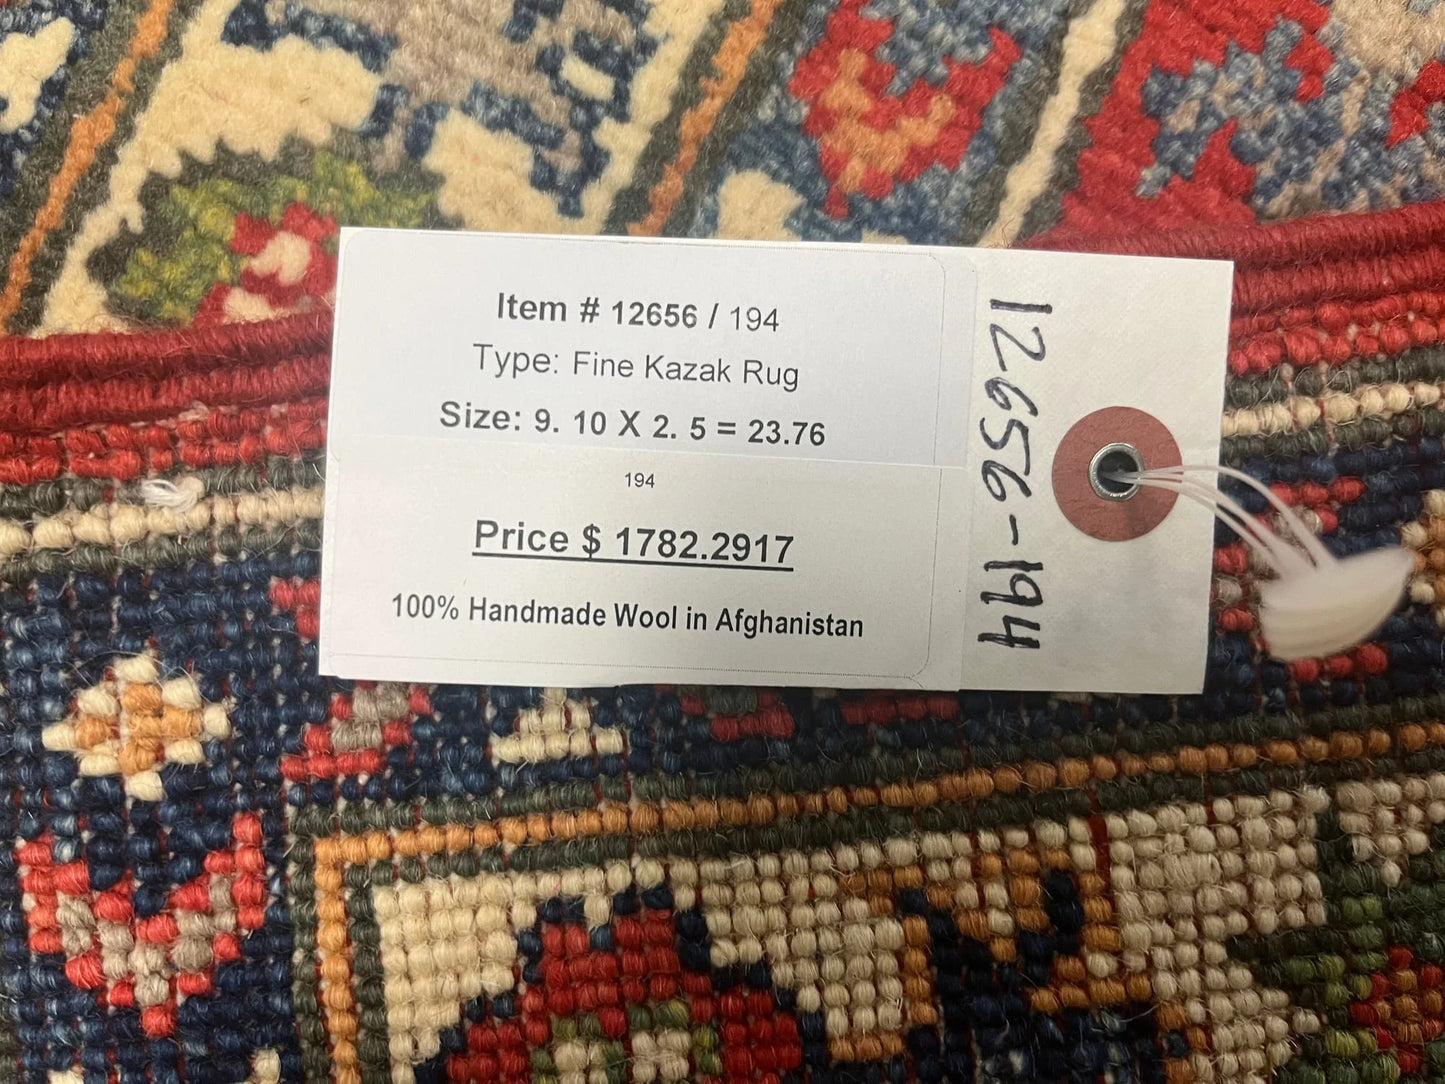 Item # 12656 / 194
Type: Fine Kazak Rug
Size: 9. 10 X 2. 5 = 23.76
194
Price $ 1782.2917
100% Handmade Wool in Afghanistan
12656-194